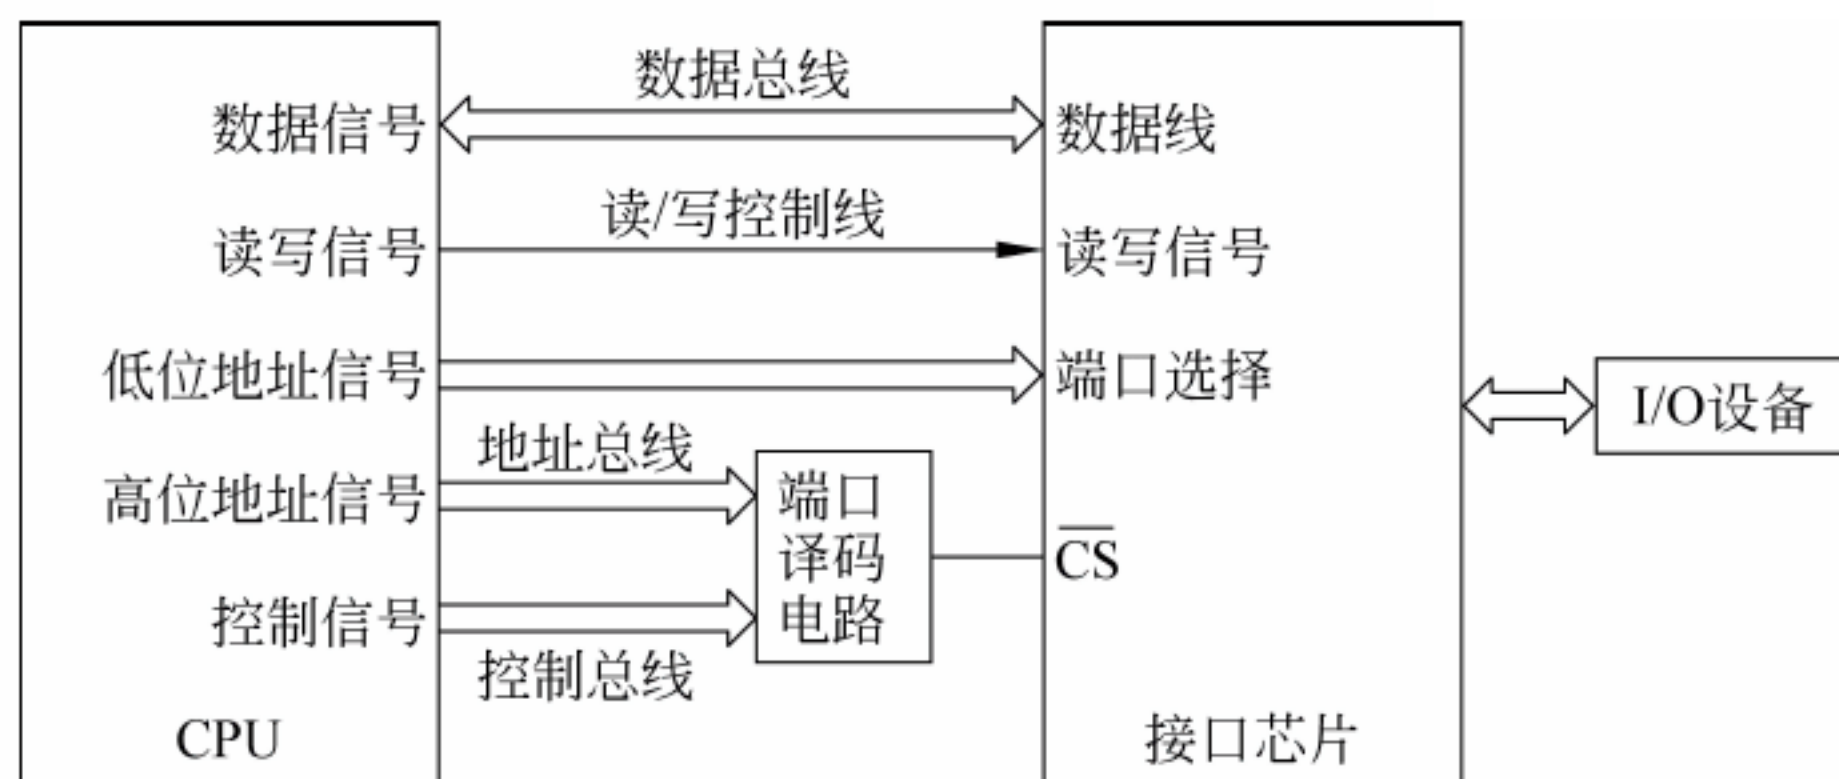 数据总线
数据信号
数据线
读/写控制线
读写信号
读写信号
低位地址信号
端口选择
I/O设备
地址总线
高位地址信号
端口
译码
电路
CS
控制信号
控制总线
CPU
接口芯片